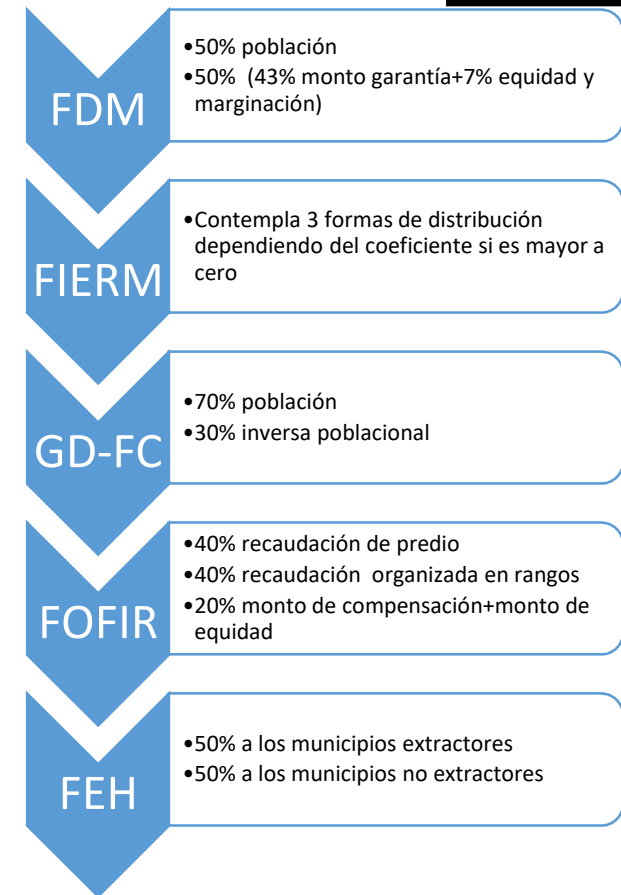 FDM
•50% población
•50% (43% monto garantía+7% equidad y
marginación)
FIERM
•Contempla 3 formas de distribución
dependiendo del coeficiente si es mayor a
cero
GD-FC
•70% población
•30% inversa poblacional
FOFIR
•40% recaudación de predio
•40% recaudación organizada en rangos
•20% monto de compensación+monto de
equidad
FEH
•50% a los municipios extractores
•50% a los municipios no extractores